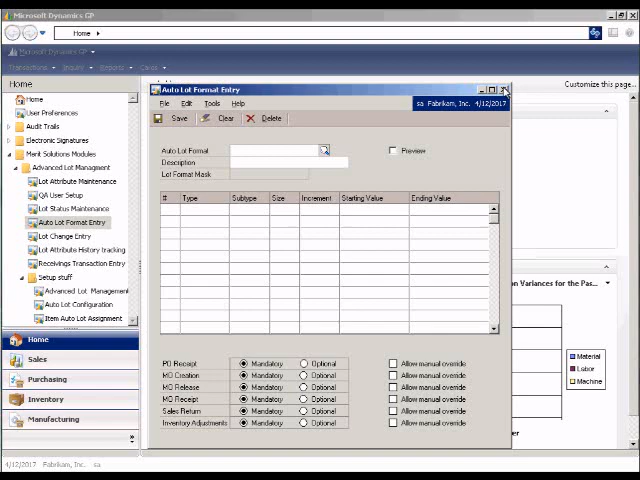 Microsoft Dynamics GP
Home
Microsoft Dynamics GP
Transactions Inquiry Reports Cards
Home
Customize this page...
Home
User Preferences
Audit Trails
Electronic Signatures
Merit Solutions Modules
Advanced Lot Managment
Lot Attribute Maintenance
QA User Setup
Lot Status Maintenance
Auto Lot Format Entry
Lot Change Entry
Lot Attribute History tracking
Receivings Transaction Entry
Setup stuff
Advanced Lot Management
Auto Lot Configuration
Item Auto Lot Assignment
Home
Sales
Purchasing
Inventory
Manufacturing
Auto Lot Format Entry
File Edit Tools Help
sa Fabrikam, Inc. 4/12/2017
Save Clear Delete
Auto Lot Format
Preview
Description
Lot Format Mask
# Type Subtype Size Increment Starting Value Ending Value
PO Receipt Mandatory Optional Allow manual override
MO Creation Mandatory Optional Allow manual override
MO Release Mandatory Optional Allow manual override
MO Receipt Mandatory Optional Allow manual override
Sales Return Mandatory Optional Allow manual override
Inventory Adjustments Mandatory Optional Allow manual override
n Variances for the Pas...
Material
Labor
Machine
er
4/12/2017 Fabrikam, Inc. sa